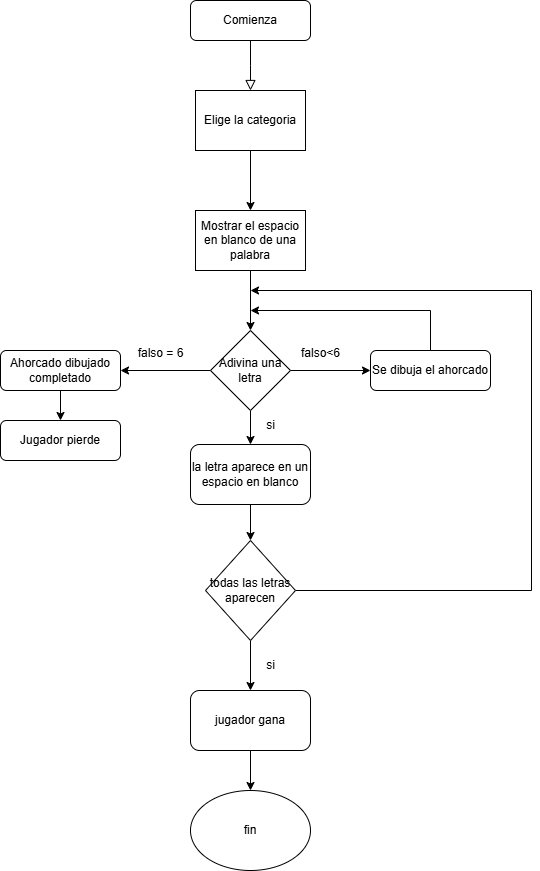 Comienza
Elige la categoria
Mostrar el espacio
en blanco de una
palabra
falso = 6
falso<6
Ahorcado dibujado
completado
Adivina una
letra
Se dibuja el ahorcado
si
Jugador pierde
la letra aparece en un
espacio en blanco
todas las letras
aparecen
si
jugador gana
fin